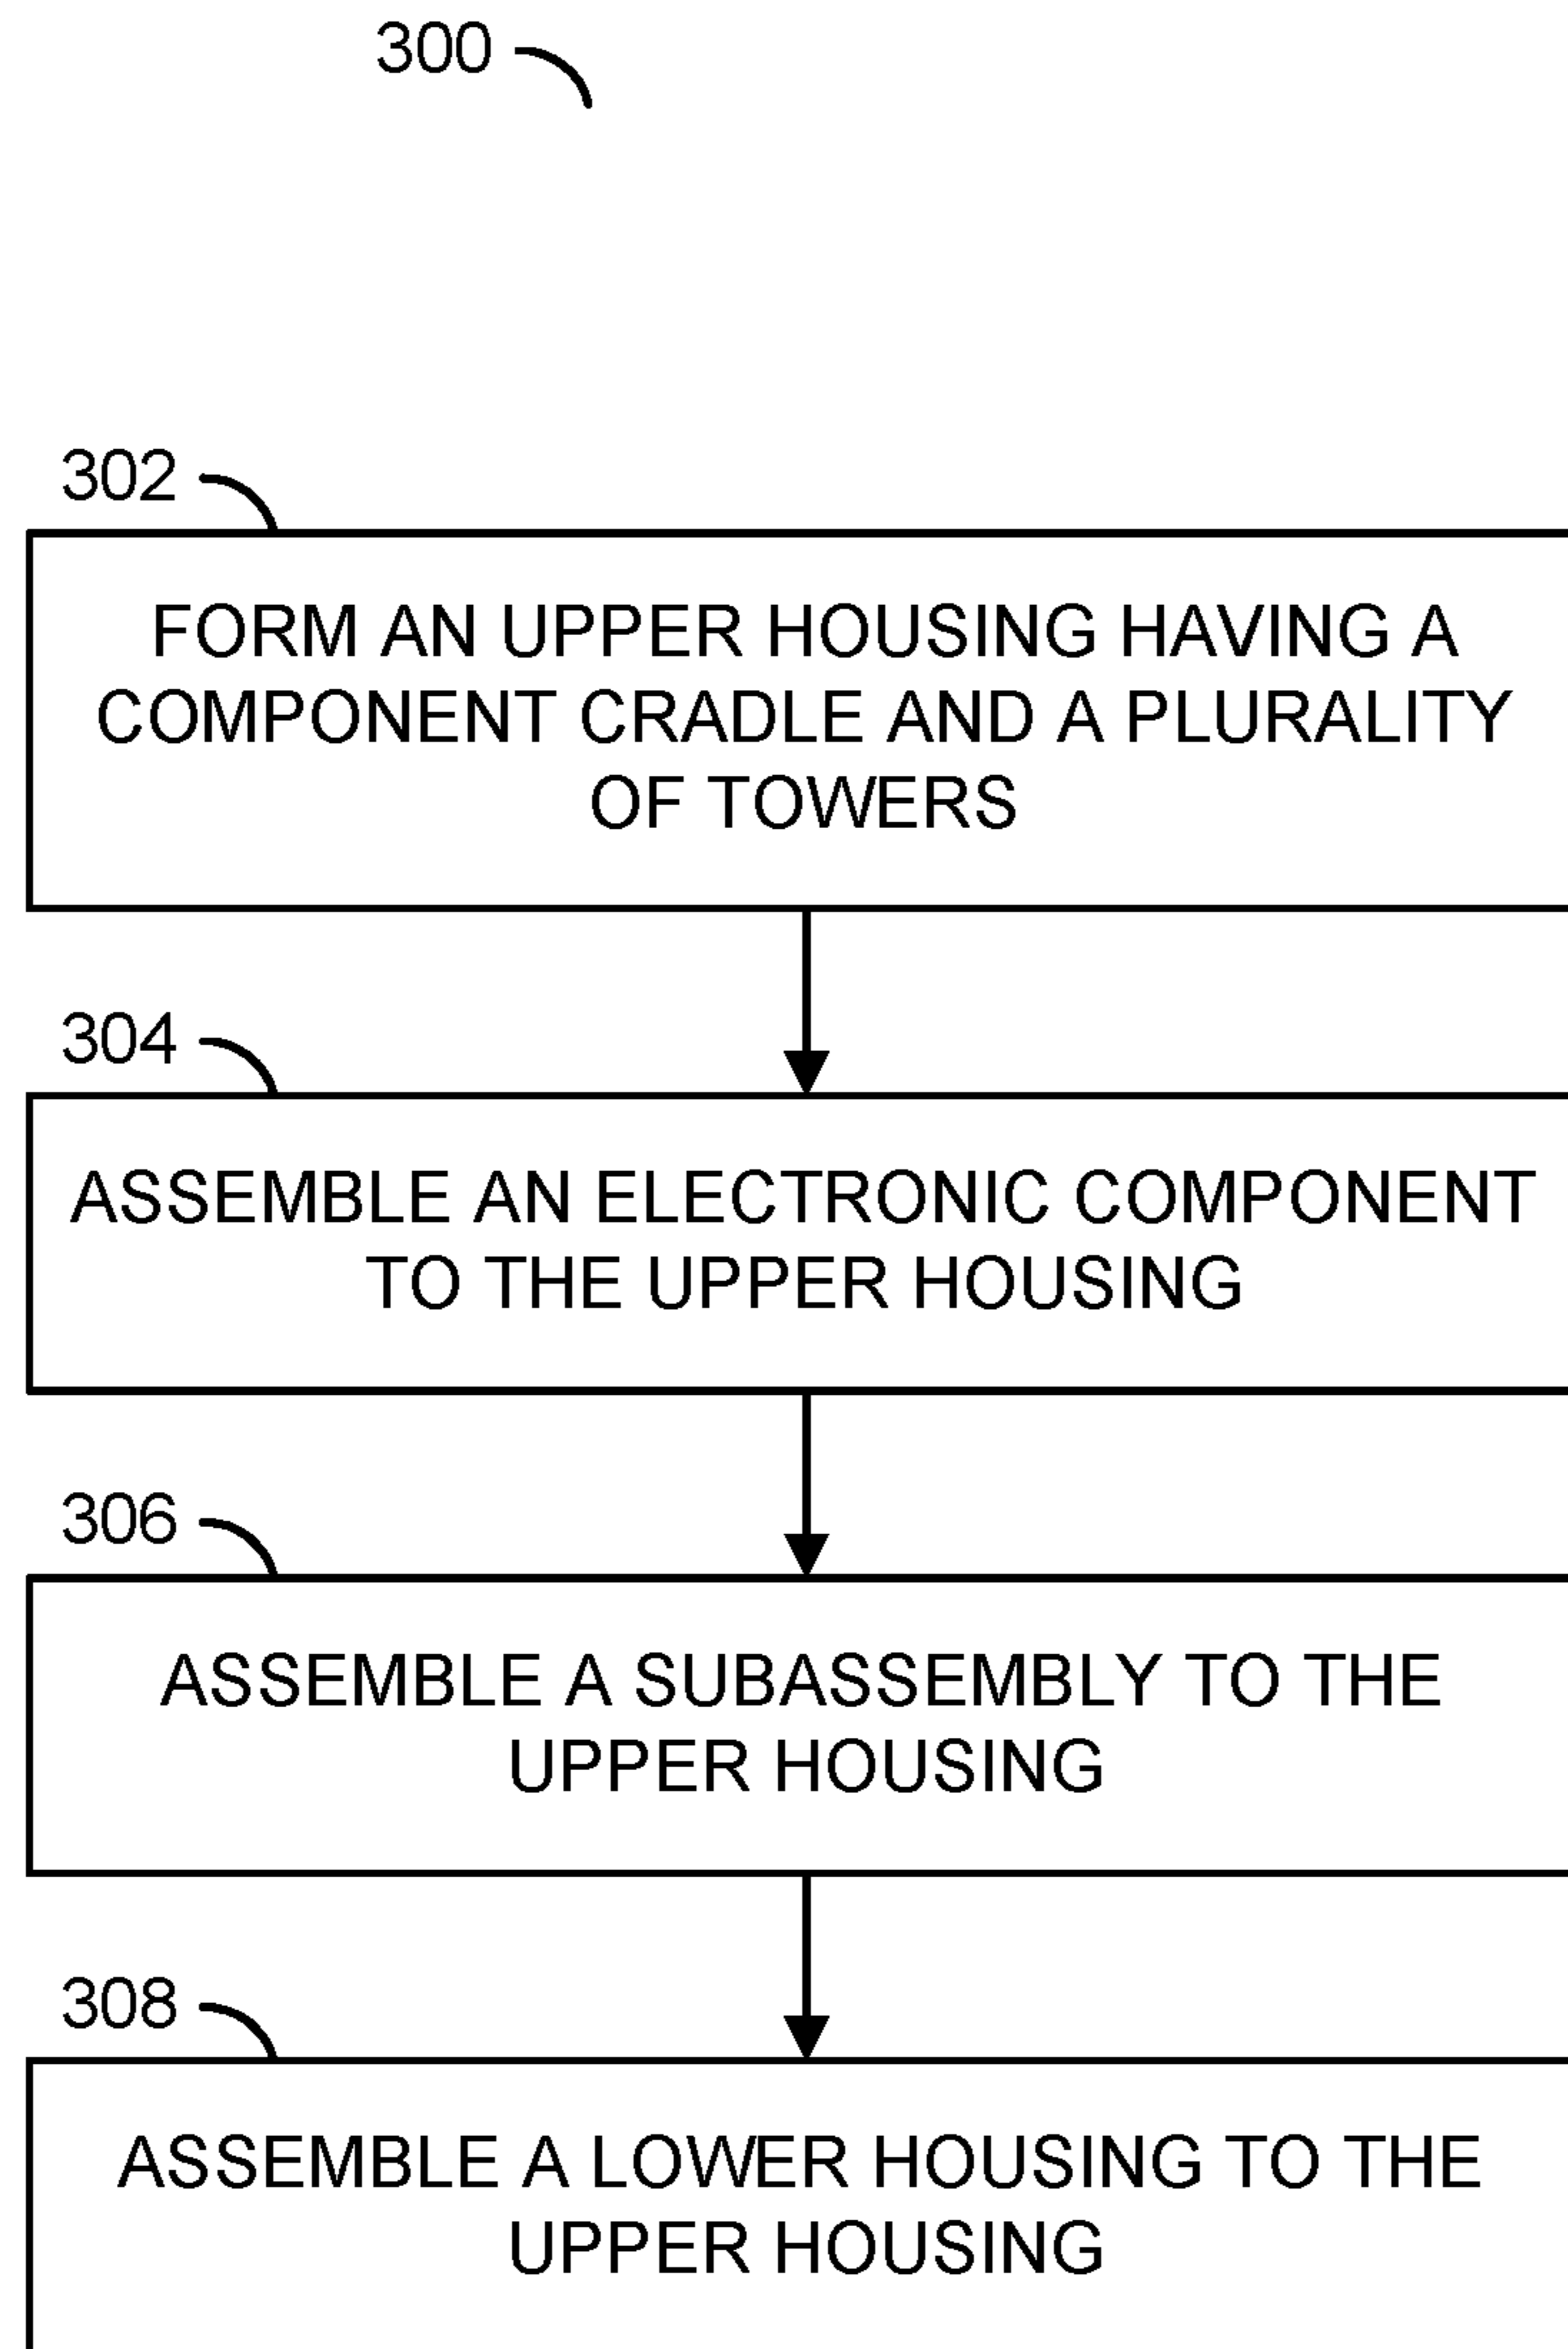 300
302
FORM AN UPPER HOUSING HAVING A
COMPONENT CRADLE AND A PLURALITY
OF TOWERS
304
ASSEMBLE AN ELECTRONIC COMPONENT
TO THE UPPER HOUSING
306
ASSEMBLE A SUBASSEMBLY TO THE
UPPER HOUSING
308
ASSEMBLE A LOWER HOUSING TO THE
UPPER HOUSING